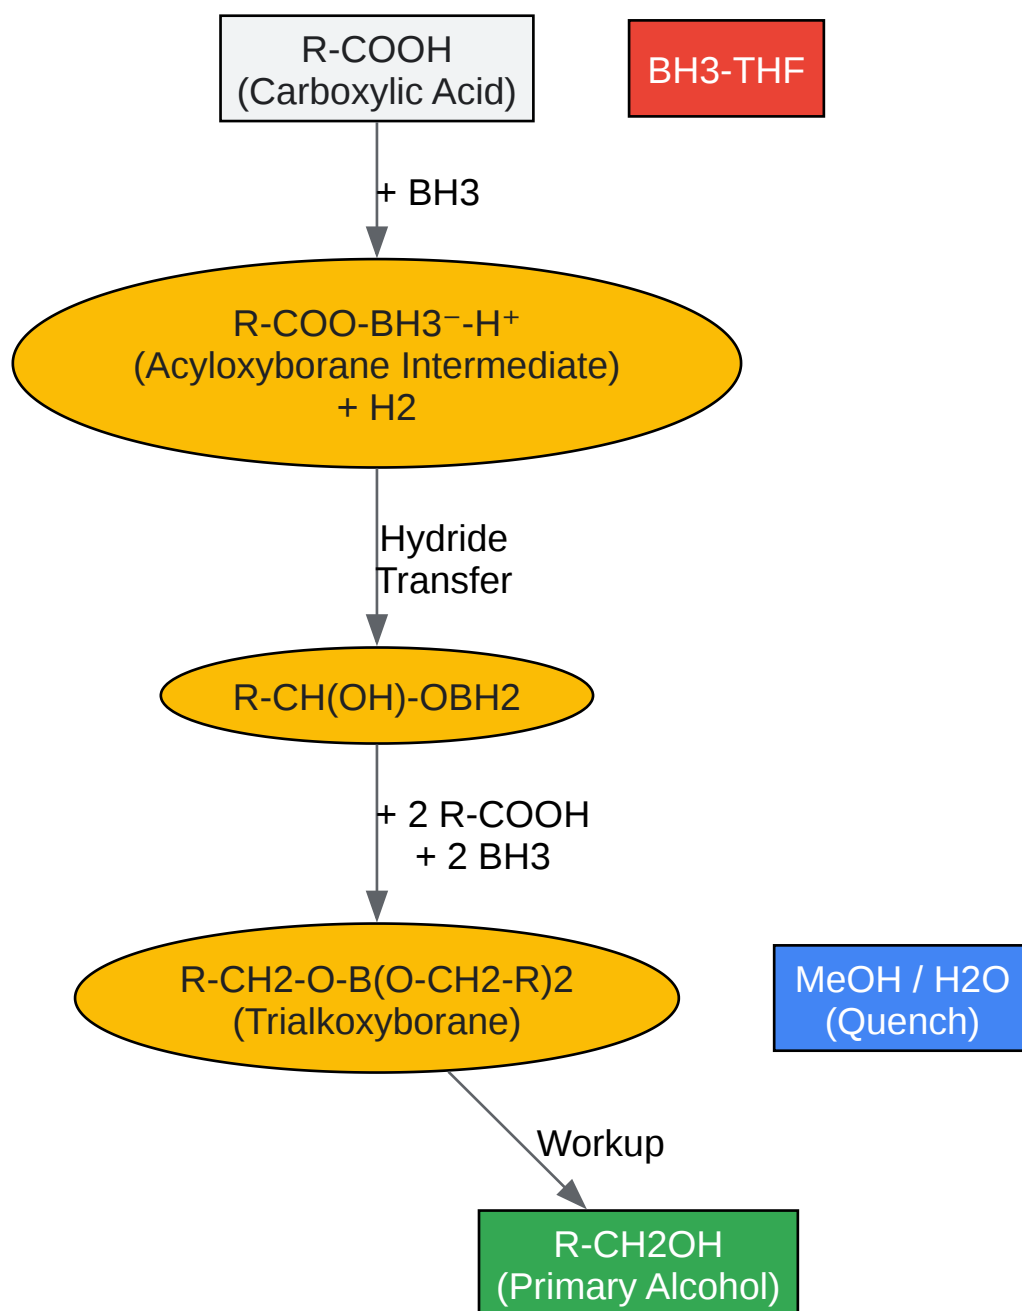 R-COOH
(Carboxylic Acid)
BH3-THF
+ BH3
R-COO-BH3⁻-H⁺
(Acyloxyborane Intermediate)
+ H2
Hydride
Transfer
R-CH(OH)-OBH2
+ 2 R-COOH
+ 2 BH3
R-CH2-O-B(O-CH2-R)2
(Trialkoxyborane)
MeOH / H2O
(Quench)
Workup
R-CH2OH
(Primary Alcohol)